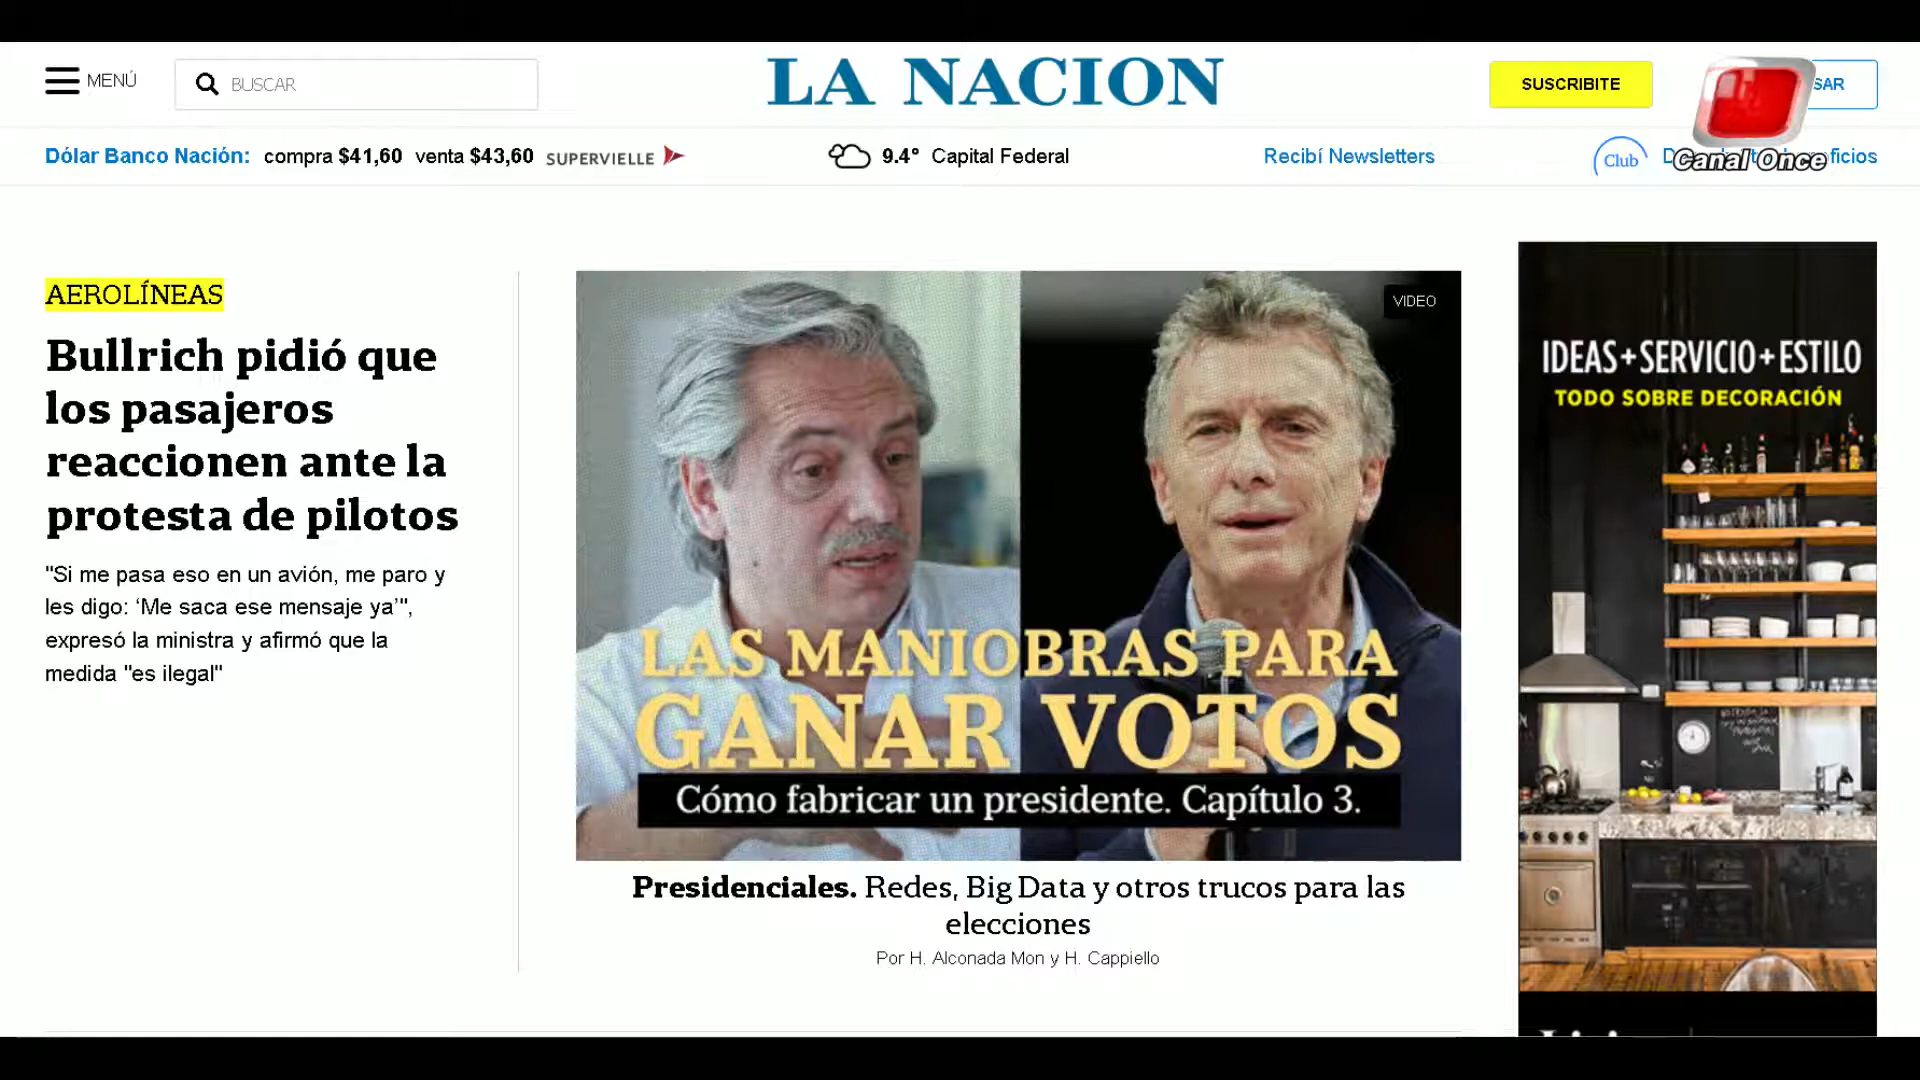 MENÚ
BUSCAR
LA NACION
SUSCRIBITE
SAR
Dólar Banco Nación: compra $41,60 venta $43,60 SUPERVIELLE
9.4° Capital Federal
Recibí Newsletters
Club
Canal Once
AEROLÍNEAS
Bullrich pidió que
los pasajeros
reaccionen ante la
protesta de pilotos
"Si me pasa eso en un avión, me paro y
les digo: ‘Me saca ese mensaje ya’",
expresó la ministra y afirmó que la
medida "es ilegal"
VIDEO
LAS MANIOBRAS PARA
GANAR VOTOS
Cómo fabricar un presidente. Capítulo 3.
Presidenciales. Redes, Big Data y otros trucos para las
elecciones
Por H. Alconada Mon y H. Cappiello
IDEAS+SERVICIO+ESTILO
TODO SOBRE DECORACIÓN